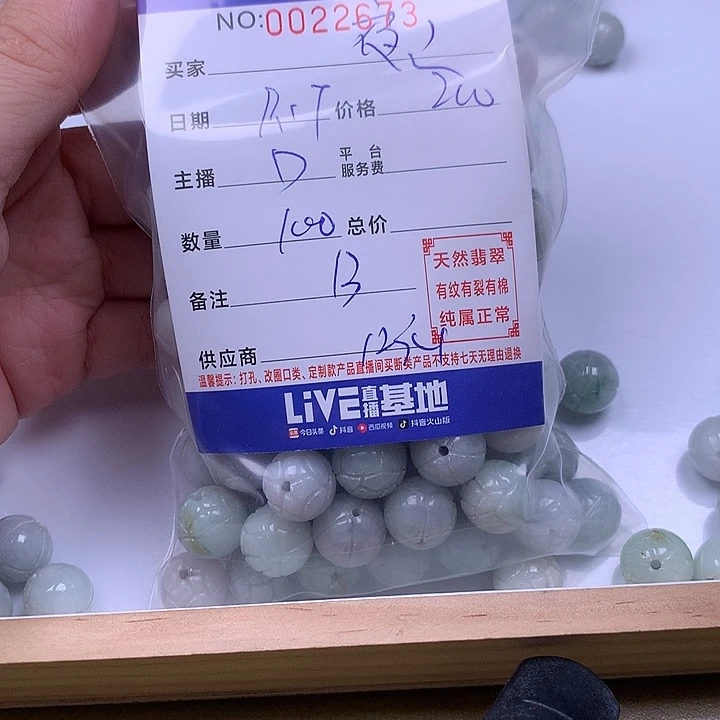 NO:0022673
买家
日期 价格 200
主播 D 平台服务费
数量 100 总价
备注 B
供应商
天然翡翠
有纹有裂有棉
纯属正常
温馨提示：打孔、改圈口类、定制款产品直播间买断类产品不支持七天无理由退换
LiVE直播基地
今日头条 抖音 西瓜视频 抖音火山版